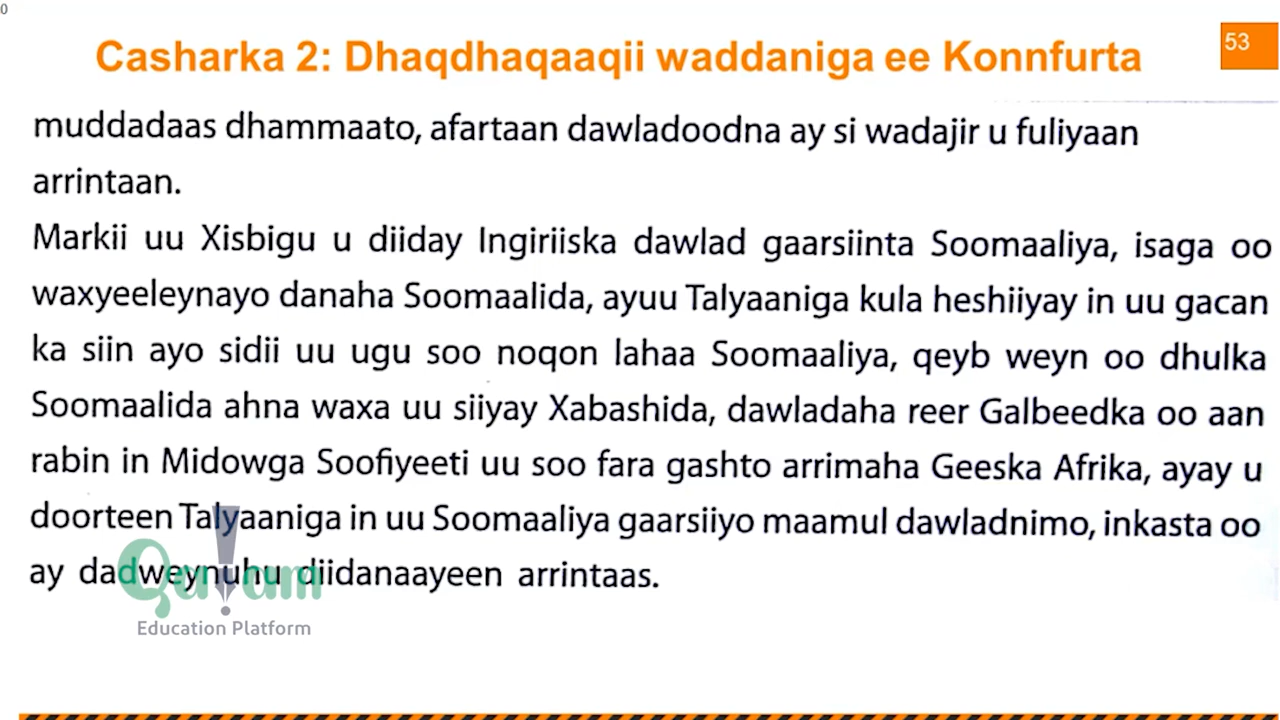 0
Casharka 2: Dhaqdhaqaaqii waddaniga ee Konnfurta
53
muddadaas dhammaato, afartaan dawladoodna ay si wadajir u fuliyaan
arrintaan.
Markii uu Xisbigu u diiday Ingiriiska dawlad gaarsiinta Soomaaliya, isaga oo
waxyeeleynayo danaha Soomaalida, ayuu Talyaaniga kula heshiiyay in uu gacan
ka siin ayo sidii uu ugu soo noqon lahaa Soomaaliya, qeyb weyn oo dhulka
Soomaalida ahna waxa uu siiyay Xabashida, dawladaha reer Galbeedka oo aan
rabin in Midowga Soofiyeeti uu soo fara gashto arrimaha Geeska Afrika, ayay u
doorteen Talyaaniga in uu Soomaaliya gaarsiiyo maamul dawladnimo, inkasta oo
ay dadweynuhu diidanaayeen arrintaas.
Qalam
Education Platform